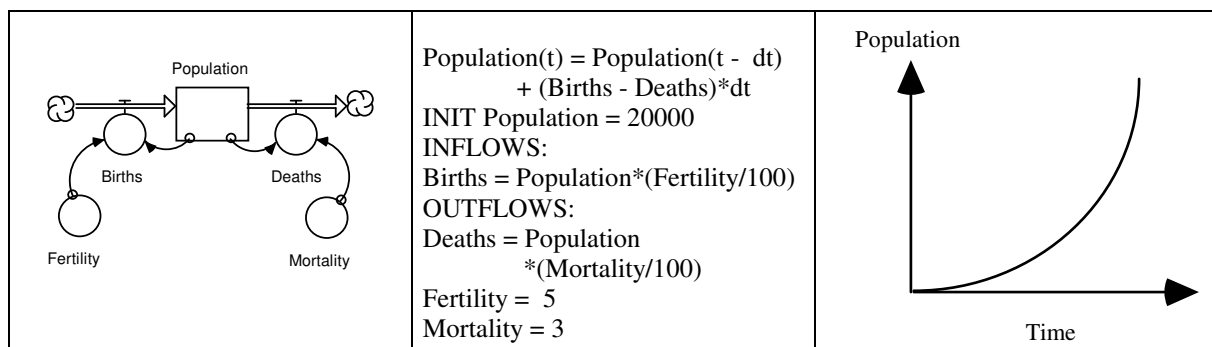 Population
Births
Deaths
Fertility
Mortality
Population(t) = Population(t - dt)
+ (Births - Deaths)*dt
INIT Population = 20000
INFLOWS:
Births = Population*(Fertility/100)
OUTFLOWS:
Deaths = Population
*(Mortality/100)
Fertility = 5
Mortality = 3
Population
Time